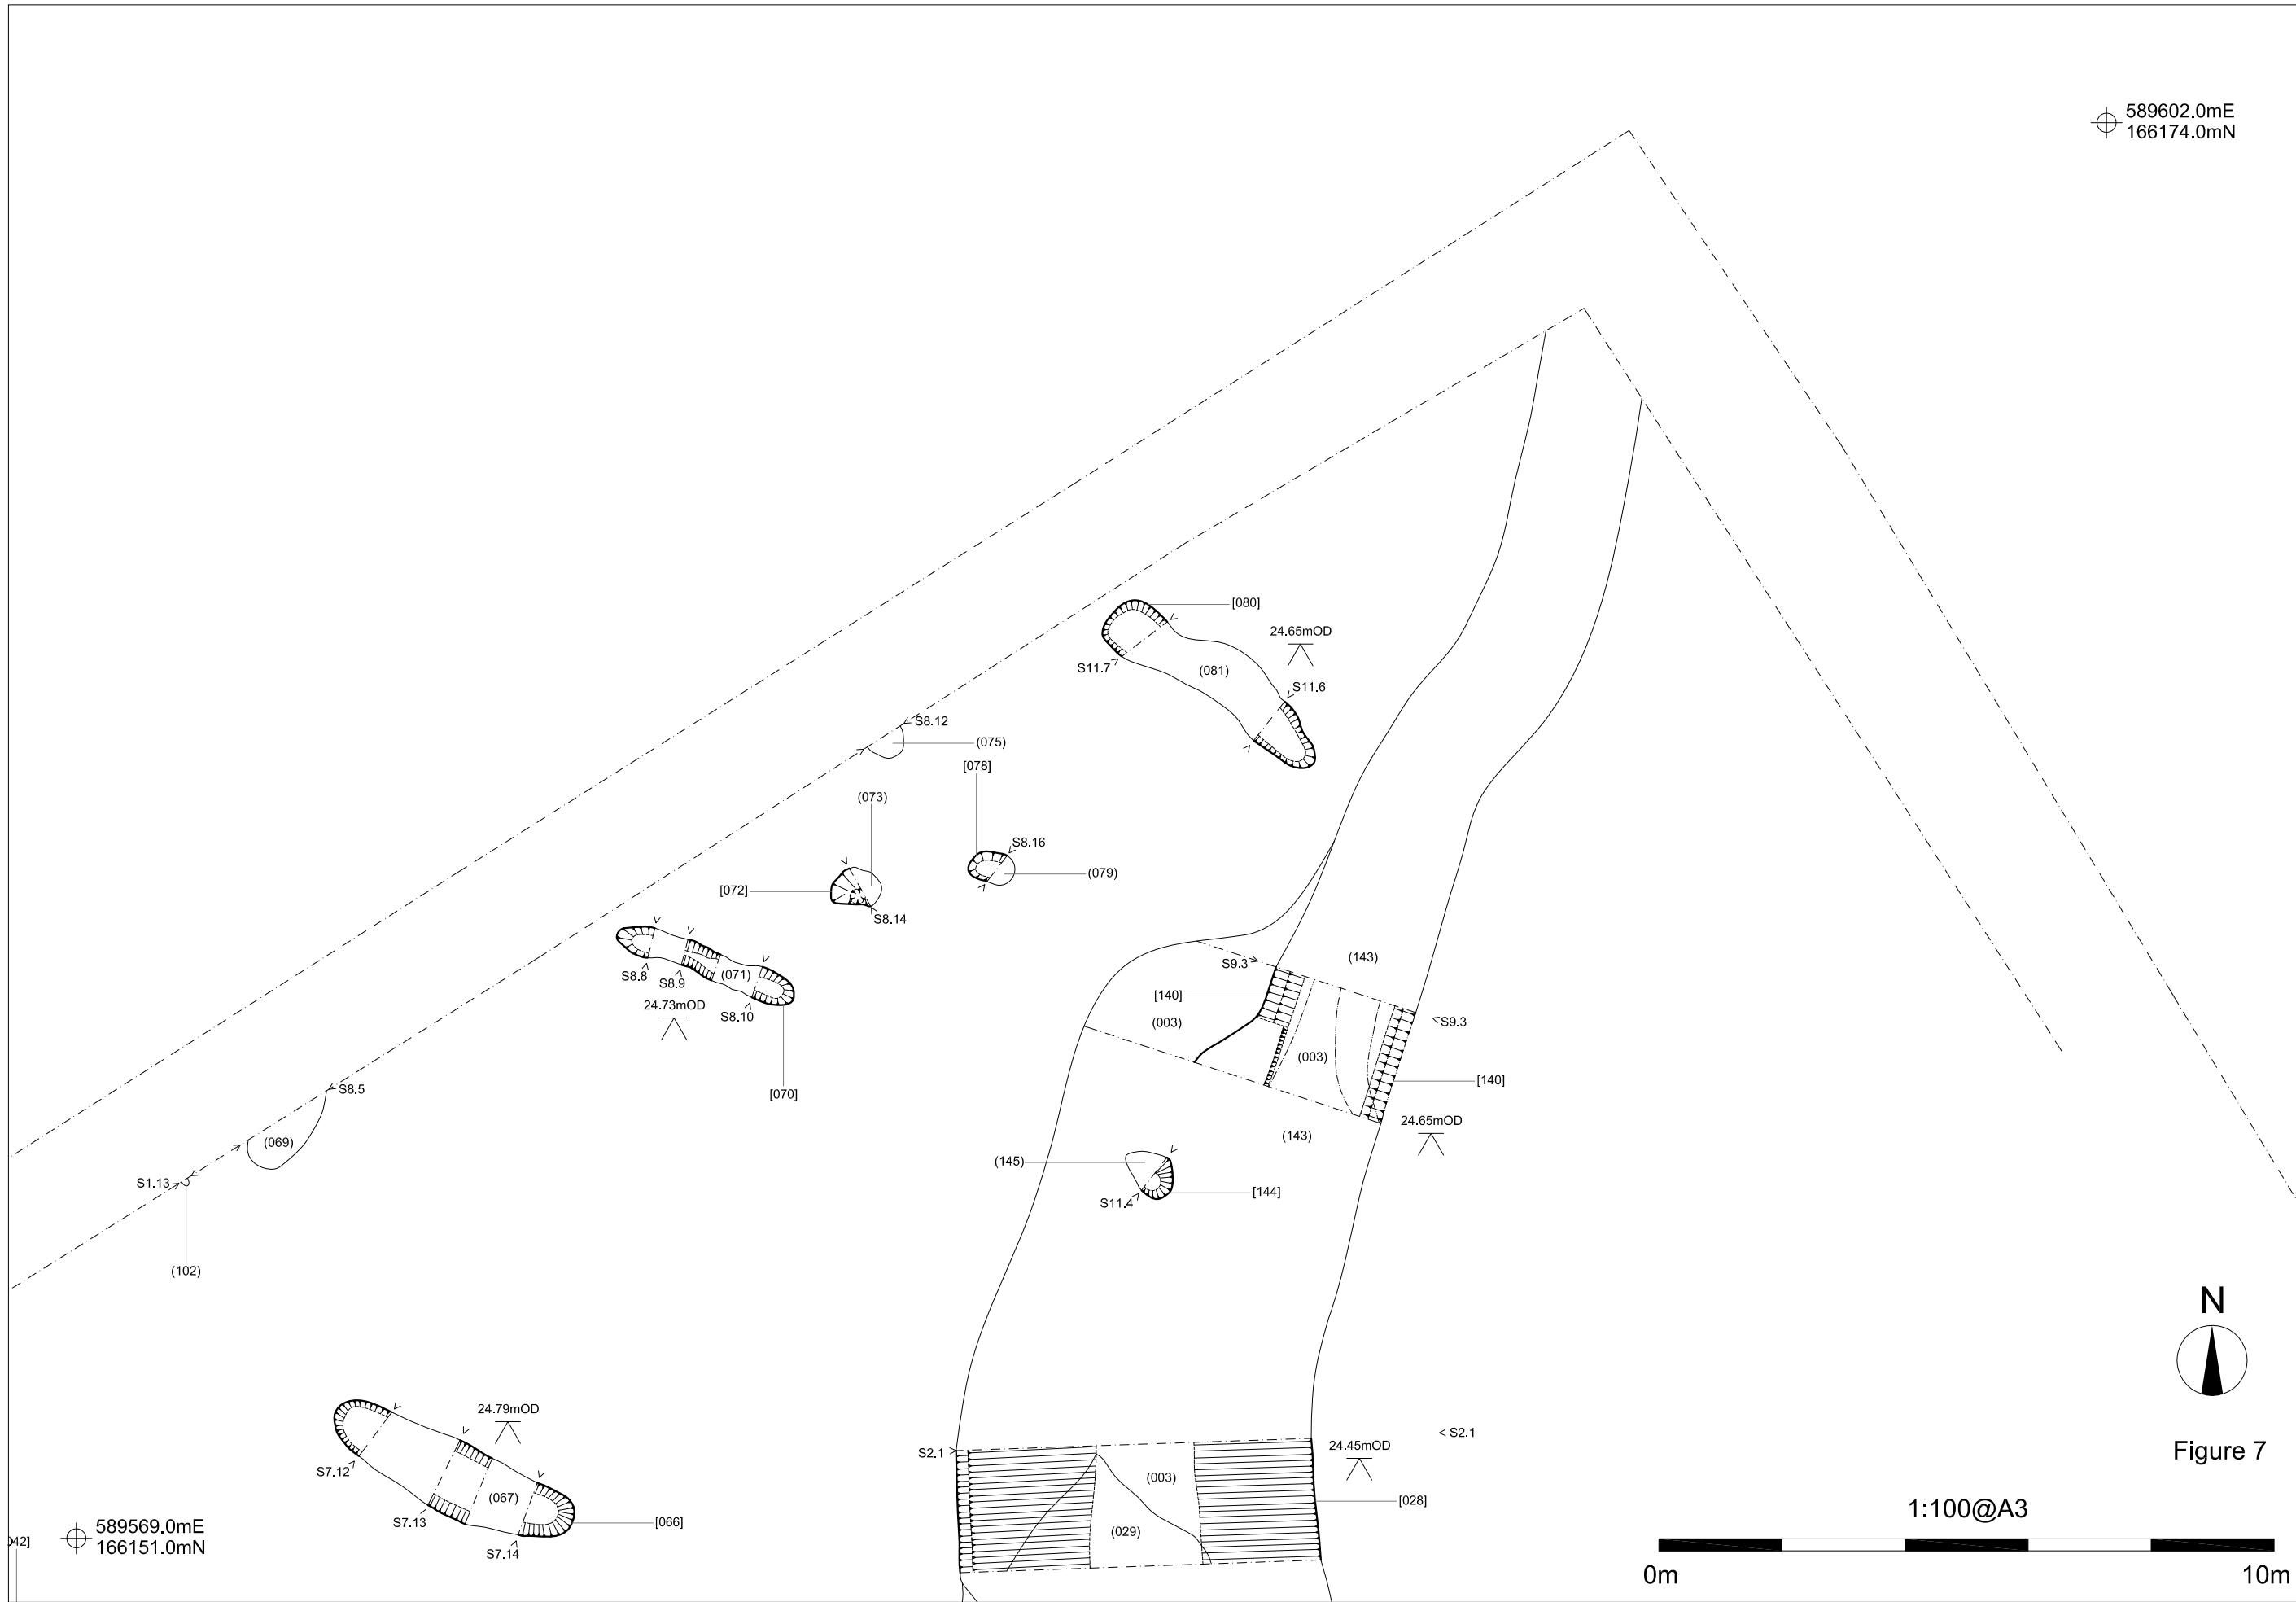 589602.0mE
166174.0mN
[080]
24.65mOD
S11.7
(081)
S11.6
S8.12
(075)
[078]
(073)
S8.16
[072]
(079)
S8.14
S8.8
S8.9
(071)
24.73mOD
S8.10
[070]
S9.3
(143)
[140]
(003)
S9.3
(003)
[140]
24.65mOD
(143)
S8.5
(069)
S1.13
(102)
(145)
[144]
S11.4
N
Figure 7
24.79mOD
S7.12
(067)
S7.13
[066]
S7.14
S2.1
24.45mOD
< S2.1
(003)
[028]
(029)
589569.0mE
166151.0mN
042]
1:100@A3
0m
10m